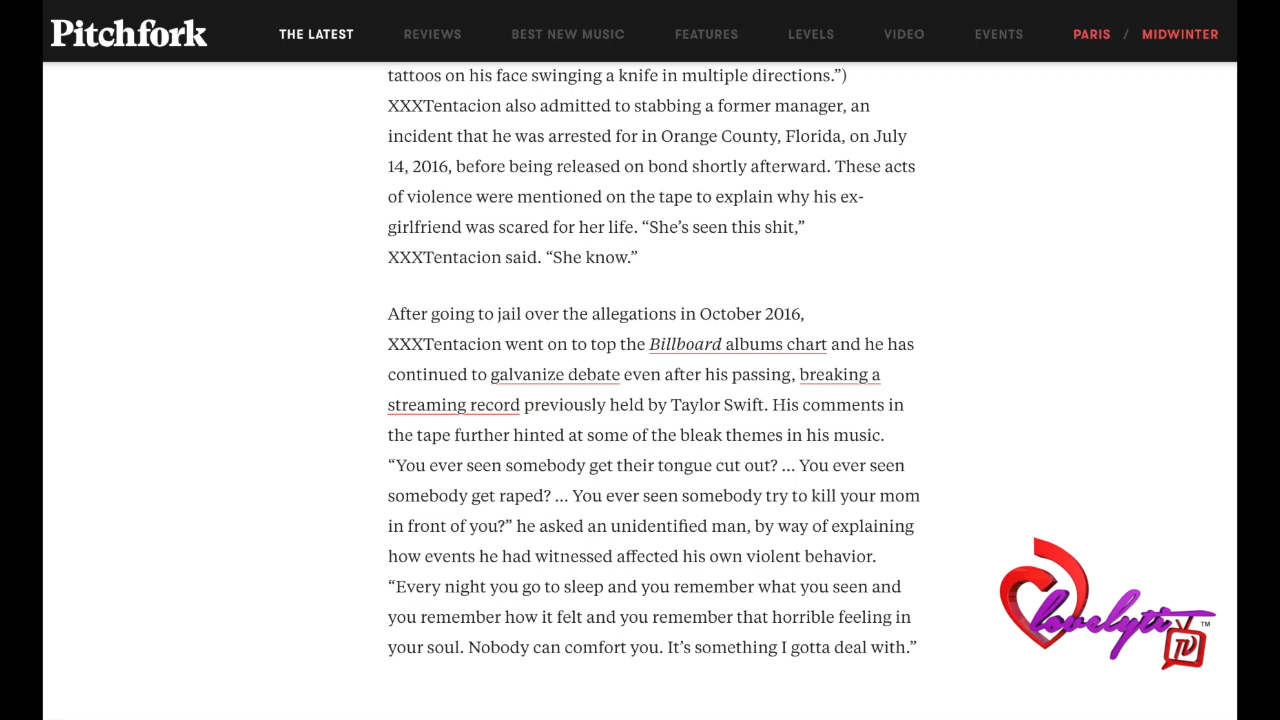 Pitchfork THE LATEST REVIEWS BEST NEW MUSIC FEATURES LEVELS VIDEO EVENTS PARIS / MIDWINTER
tattoos on his face swinging a knife in multiple directions.”)
XXXTentacion also admitted to stabbing a former manager, an
incident that he was arrested for in Orange County, Florida, on July
14, 2016, before being released on bond shortly afterward. These acts
of violence were mentioned on the tape to explain why his ex-
girlfriend was scared for her life. “She’s seen this shit,”
XXXTentacion said. “She know.”
After going to jail over the allegations in October 2016,
XXXTentacion went on to top the Billboard albums chart and he has
continued to galvanize debate even after his passing, breaking a
streaming record previously held by Taylor Swift. His comments in
the tape further hinted at some of the bleak themes in his music.
“You ever seen somebody get their tongue cut out? ... You ever seen
somebody get raped? ... You ever seen somebody try to kill your mom
in front of you?” he asked an unidentified man, by way of explaining
how events he had witnessed affected his own violent behavior.
“Every night you go to sleep and you remember what you seen and
you remember how it felt and you remember that horrible feeling in
your soul. Nobody can comfort you. It’s something I gotta deal with.”
lovelyti ™
TV